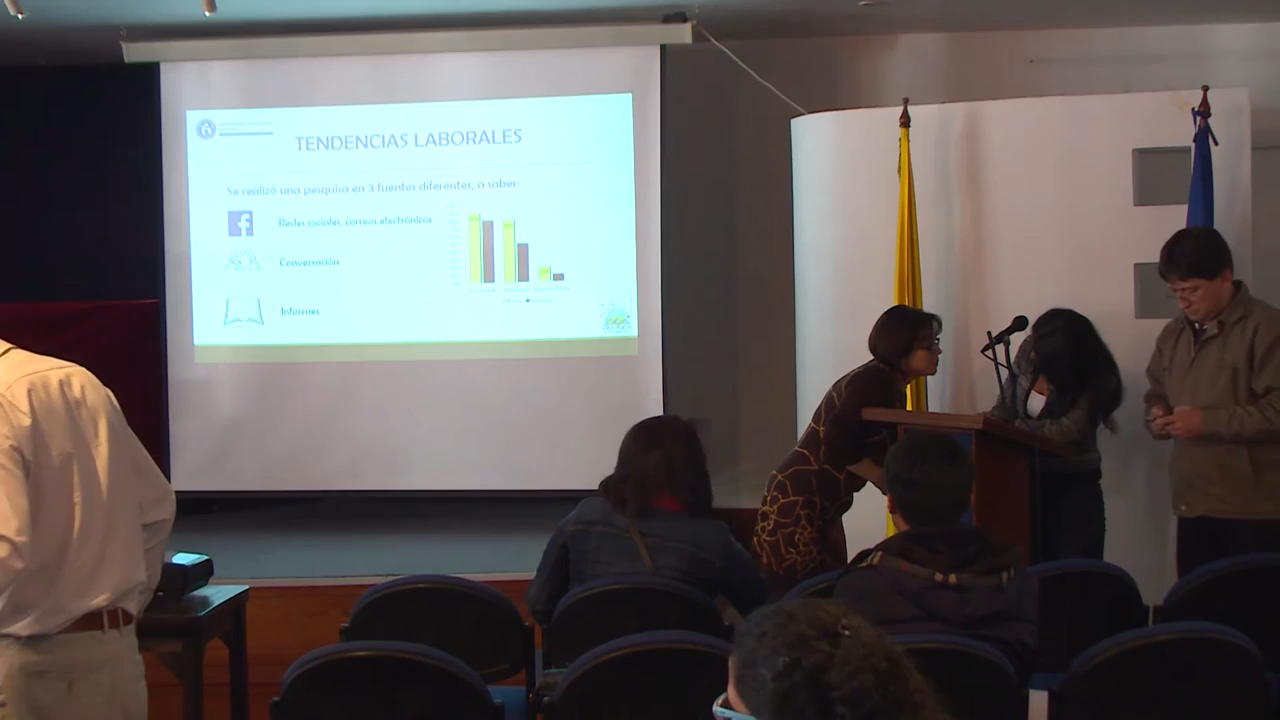 TENDENCIAS LABORALES
Se realizó una pesquisa en 3 fuentes diferentes, a saber:
Redes sociales, correos electrónicos
Conversación
Informes